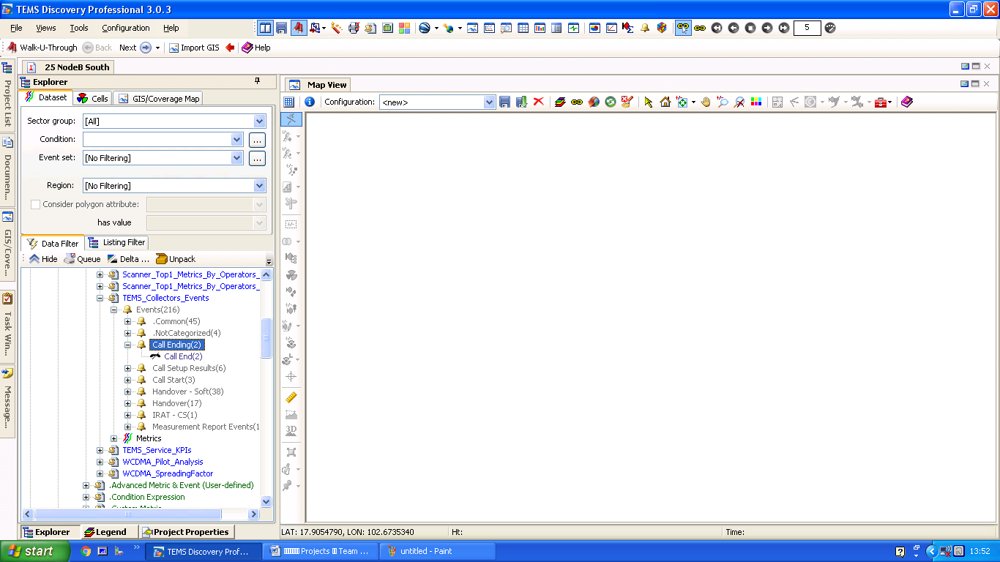 TEMS Discovery Professional 3.0.3
File Views Tools Configuration Help 5
Walk-U-Through Back Next Import GIS Help
25 NodeB South
Explorer
Dataset Cells GIS/Coverage Map
Sector group: [All]
Condition: ...
Event set: [No Filtering] ...
Region: [No Filtering]
Consider polygon attribute:
has value
Data Filter Listing Filter
Hide Queue Delta ... Unpack
Scanner_Top1_Metrics_By_Operators_
Scanner_Top1_Metrics_By_Operators_
TEMS_Collectors_Events
Events(216)
.Common(45)
.NotCategorized(4)
Call Ending(2)
Call End(2)
Call Setup Results(6)
Call Start(3)
Handover - Soft(38)
Handover(17)
IRAT - CS(1)
Measurement Report Events(1
Metrics
TEMS_Service_KPIs
WCDMA_Pilot_Analysis
WCDMA_SpreadingFactor
.Advanced Metric & Event (User-defined)
.Condition Expression
.Custom Metric
Explorer Legend Project Properties
Project List
Documen...
GIS/Cove...
Task Win...
Message...
Map View
Configuration: <new>
3D
LAT: 17.9054790, LON: 102.6735340 Ht: Time:
start TEMS Discovery Prof... Projects Team ... untitled - Paint 13:52